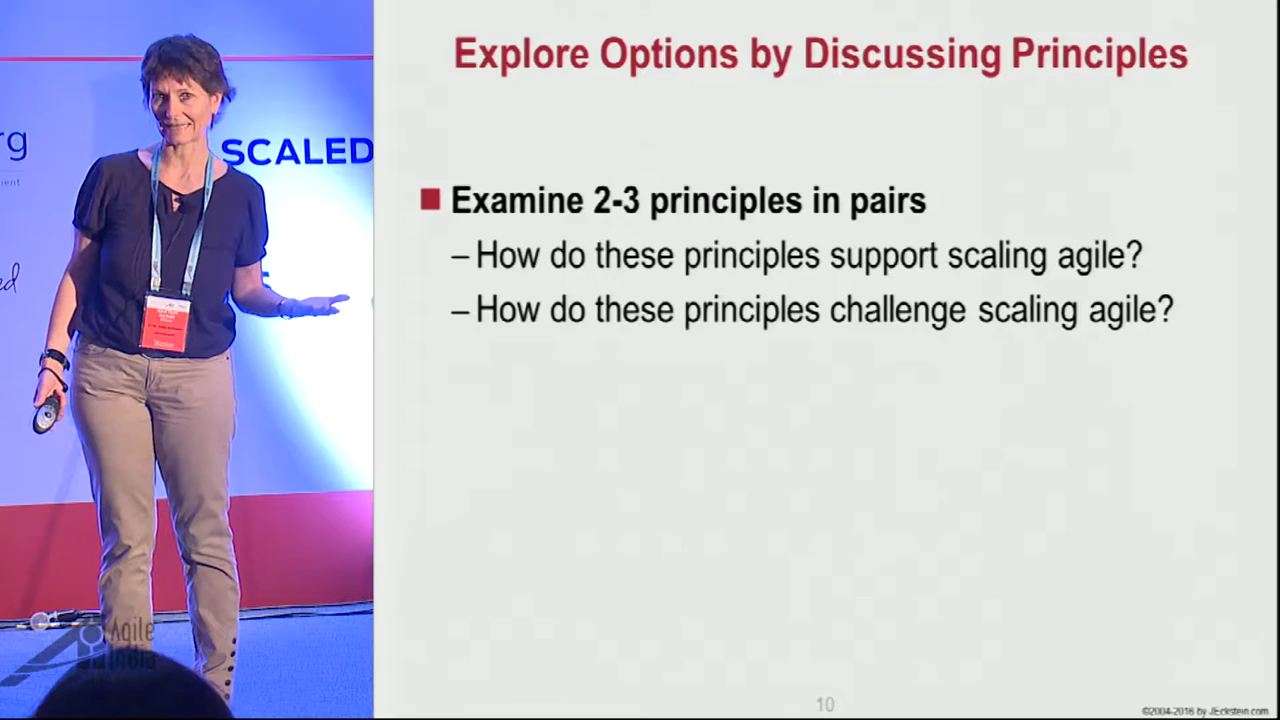 rg
SCALED
Explore Options by Discussing Principles
Examine 2-3 principles in pairs
– How do these principles support scaling agile?
– How do these principles challenge scaling agile?
Agile
India
10
©2004-2016 by JEckstein.com